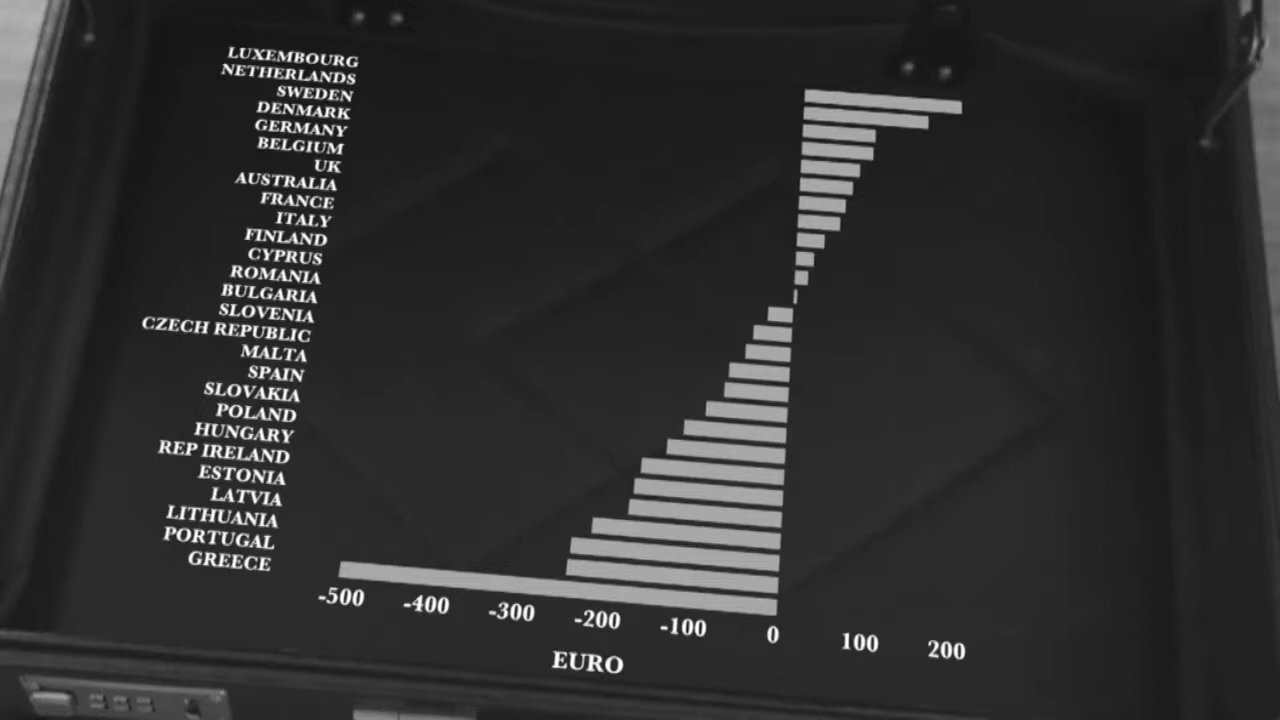 LUXEMBOURG
NETHERLANDS
SWEDEN
DENMARK
GERMANY
BELGIUM
UK
AUSTRALIA
FRANCE
ITALY
FINLAND
CYPRUS
ROMANIA
BULGARIA
SLOVENIA
CZECH REPUBLIC
MALTA
SPAIN
SLOVAKIA
POLAND
HUNGARY
REP IRELAND
ESTONIA
LATVIA
LITHUANIA
PORTUGAL
GREECE
-500 -400 -300 -200 -100 0 100 200
EURO